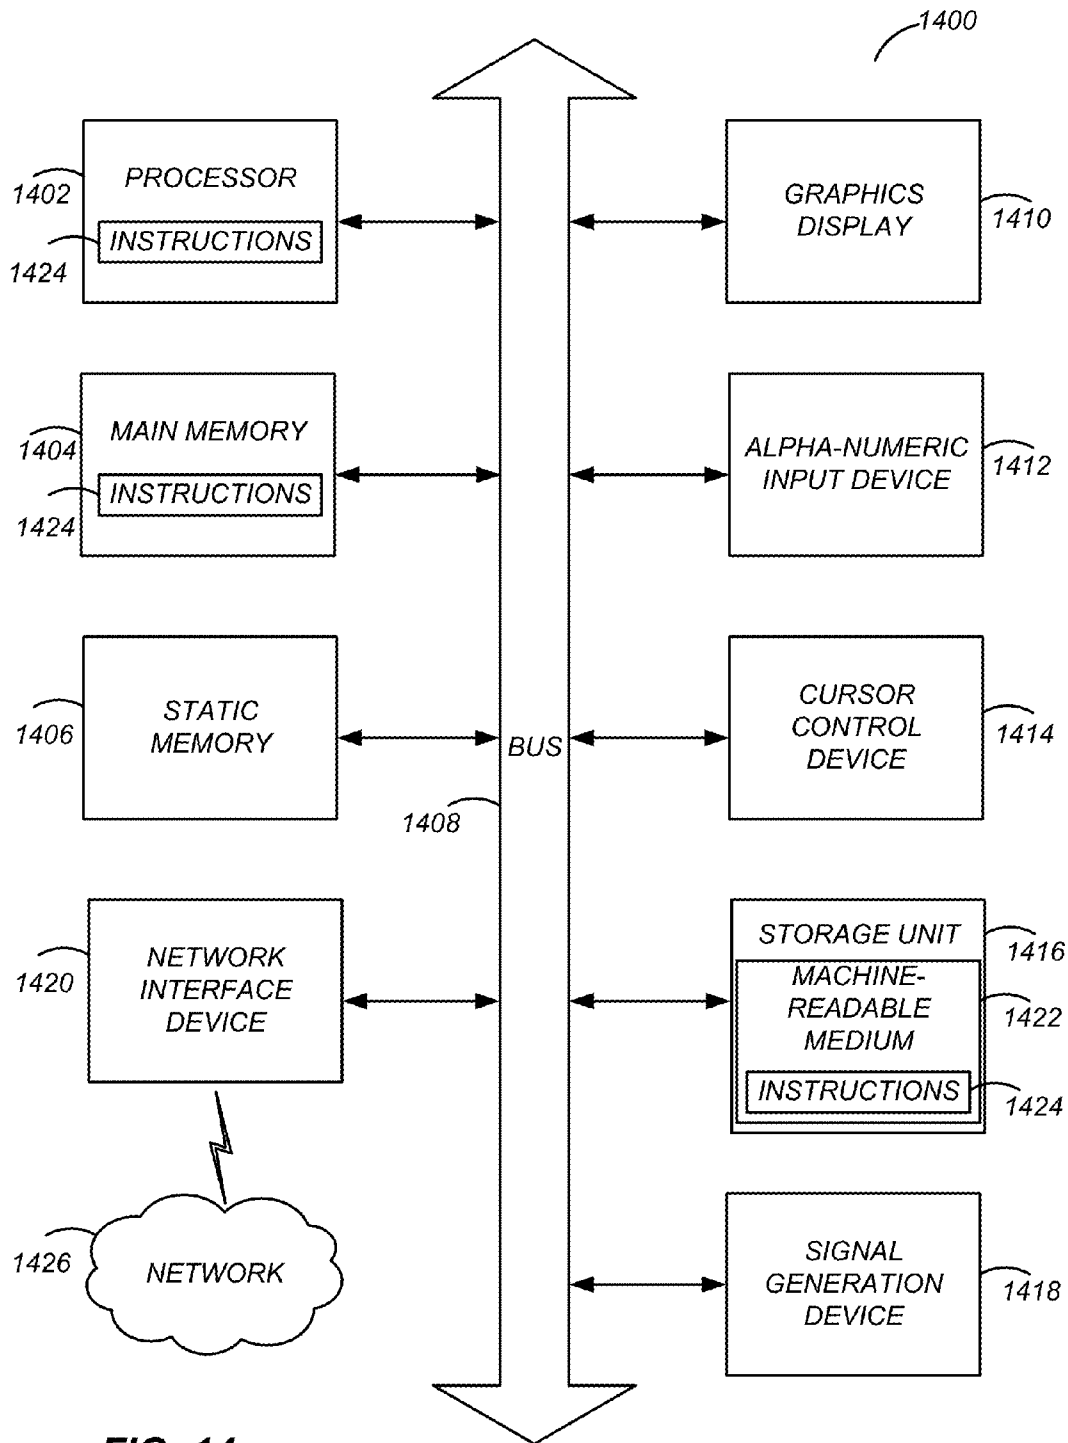 1400
PROCESSOR
1402
INSTRUCTIONS
1424
GRAPHICS
DISPLAY
1410
MAIN MEMORY
1404
INSTRUCTIONS
1424
ALPHA-NUMERIC
INPUT DEVICE
1412
STATIC
MEMORY
1406
BUS
1408
CURSOR
CONTROL
DEVICE
1414
NETWORK
INTERFACE
DEVICE
1420
STORAGE UNIT
1416
MACHINE-
READABLE
MEDIUM
1422
INSTRUCTIONS
1424
NETWORK
1426
SIGNAL
GENERATION
DEVICE
1418